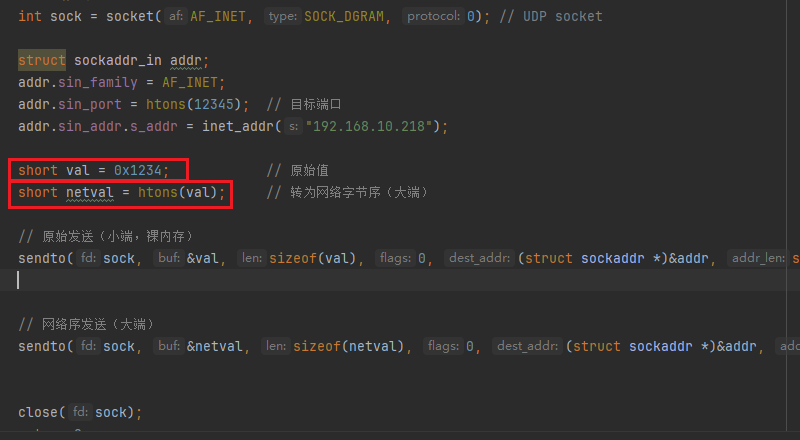 int sock = socket( af: AF_INET, type: SOCK_DGRAM, protocol: 0); // UDP socket
struct sockaddr_in addr;
addr.sin_family = AF_INET;
addr.sin_port = htons(12345);  // 目标端口
addr.sin_addr.s_addr = inet_addr( s: "192.168.10.218");
short val = 0x1234;            // 原始值
short netval = htons(val);     // 转为网络字节序（大端）
// 原始发送（小端，裸内存）
sendto( fd: sock, buf: &val, len: sizeof(val), flags: 0, dest_addr: (struct sockaddr *)&addr, addr_len: s
// 网络序发送（大端）
sendto( fd: sock, buf: &netval, len: sizeof(netval), flags: 0, dest_addr: (struct sockaddr *)&addr, add
close( fd: sock);